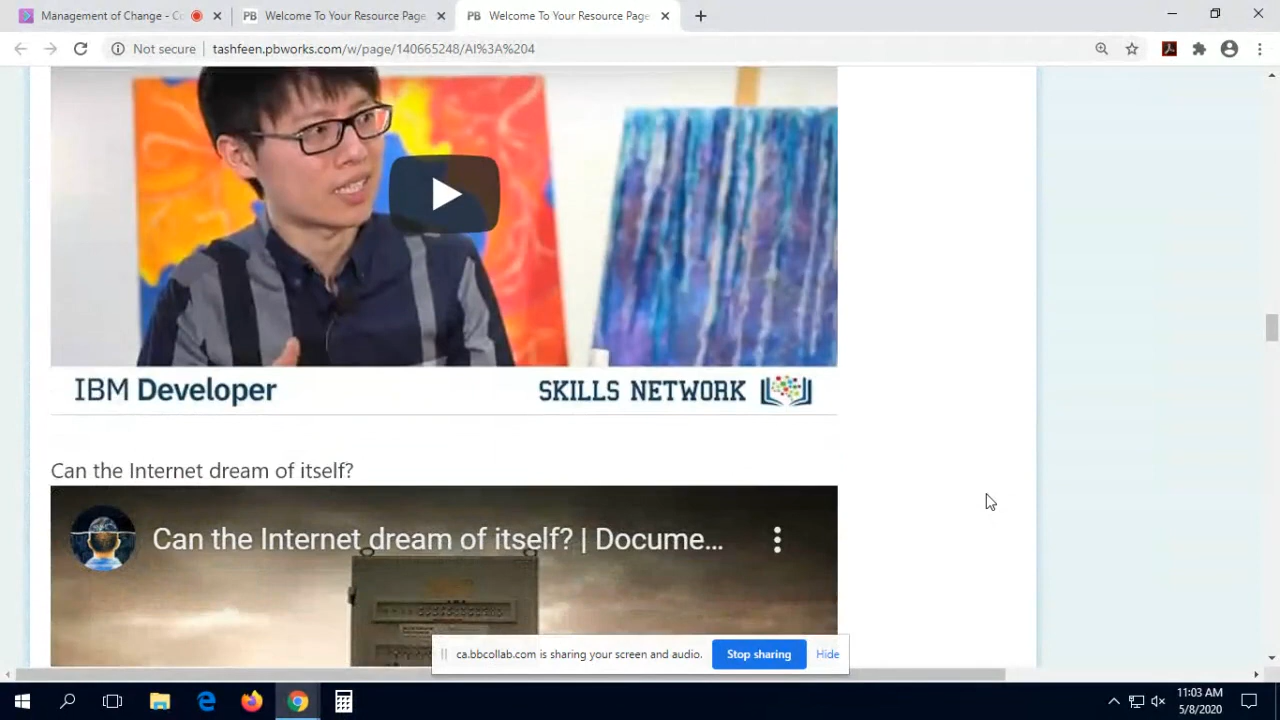 Management of Change - C
Welcome To Your Resource Page
Welcome To Your Resource Page
Not secure
tashfeen.pbworks.com/w/page/140665248/AI%3A%204
IBM Developer
SKILLS NETWORK
Can the Internet dream of itself?
Can the Internet dream of itself? | Docume...
ca.bbcollab.com is sharing your screen and audio.
Stop sharing
Hide
11:03 AM
5/8/2020